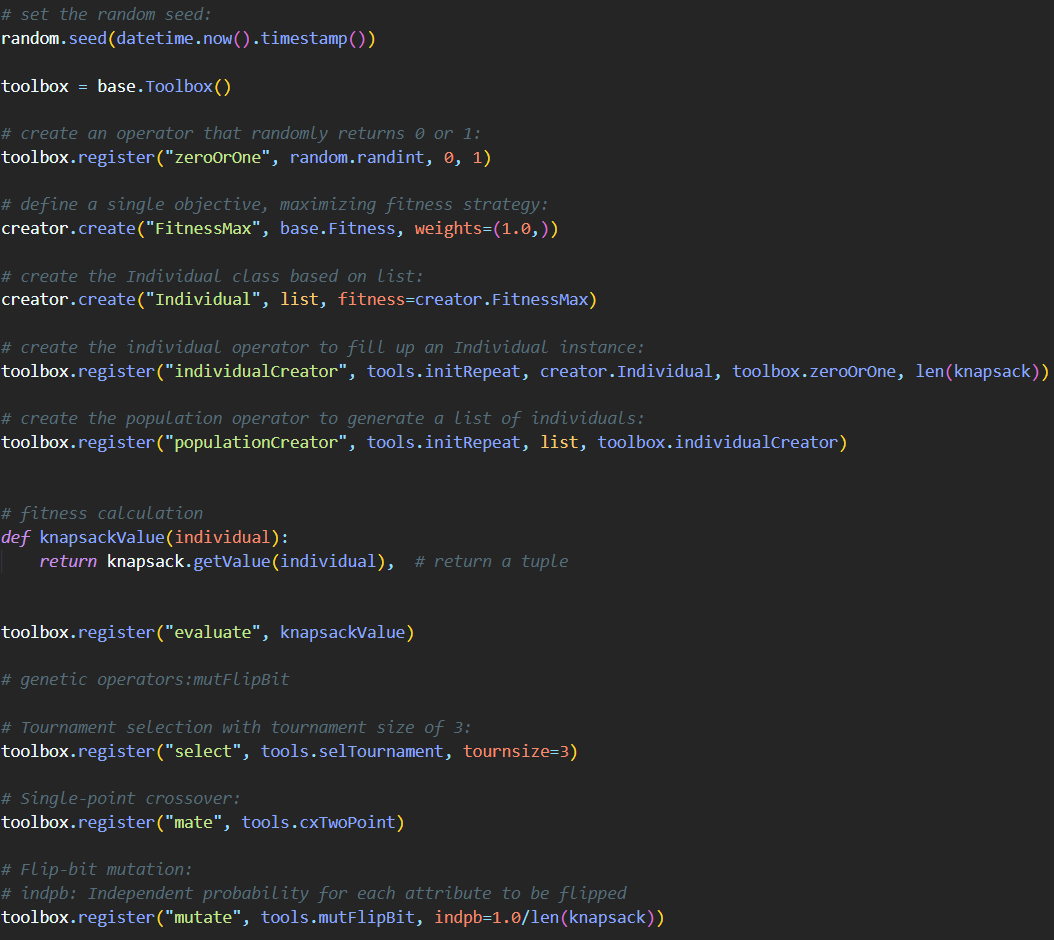 # set the random seed:
random.seed(datetime.now().timestamp())
toolbox = base.Toolbox()
# create an operator that randomly returns 0 or 1:
toolbox.register("zeroOrOne", random.randint, 0, 1)
# define a single objective, maximizing fitness strategy:
creator.create("FitnessMax", base.Fitness, weights=(1.0,))
# create the Individual class based on list:
creator.create("Individual", list, fitness=creator.FitnessMax)
# create the individual operator to fill up an Individual instance:
toolbox.register("individualCreator", tools.initRepeat, creator.Individual, toolbox.zeroOrOne, len(knapsack))
# create the population operator to generate a list of individuals:
toolbox.register("populationCreator", tools.initRepeat, list, toolbox.individualCreator)
# fitness calculation
def knapsackValue(individual):
    return knapsack.getValue(individual),  # return a tuple
toolbox.register("evaluate", knapsackValue)
# genetic operators:mutFlipBit
# Tournament selection with tournament size of 3:
toolbox.register("select", tools.selTournament, tournsize=3)
# Single-point crossover:
toolbox.register("mate", tools.cxTwoPoint)
# Flip-bit mutation:
# indpb: Independent probability for each attribute to be flipped
toolbox.register("mutate", tools.mutFlipBit, indpb=1.0/len(knapsack))